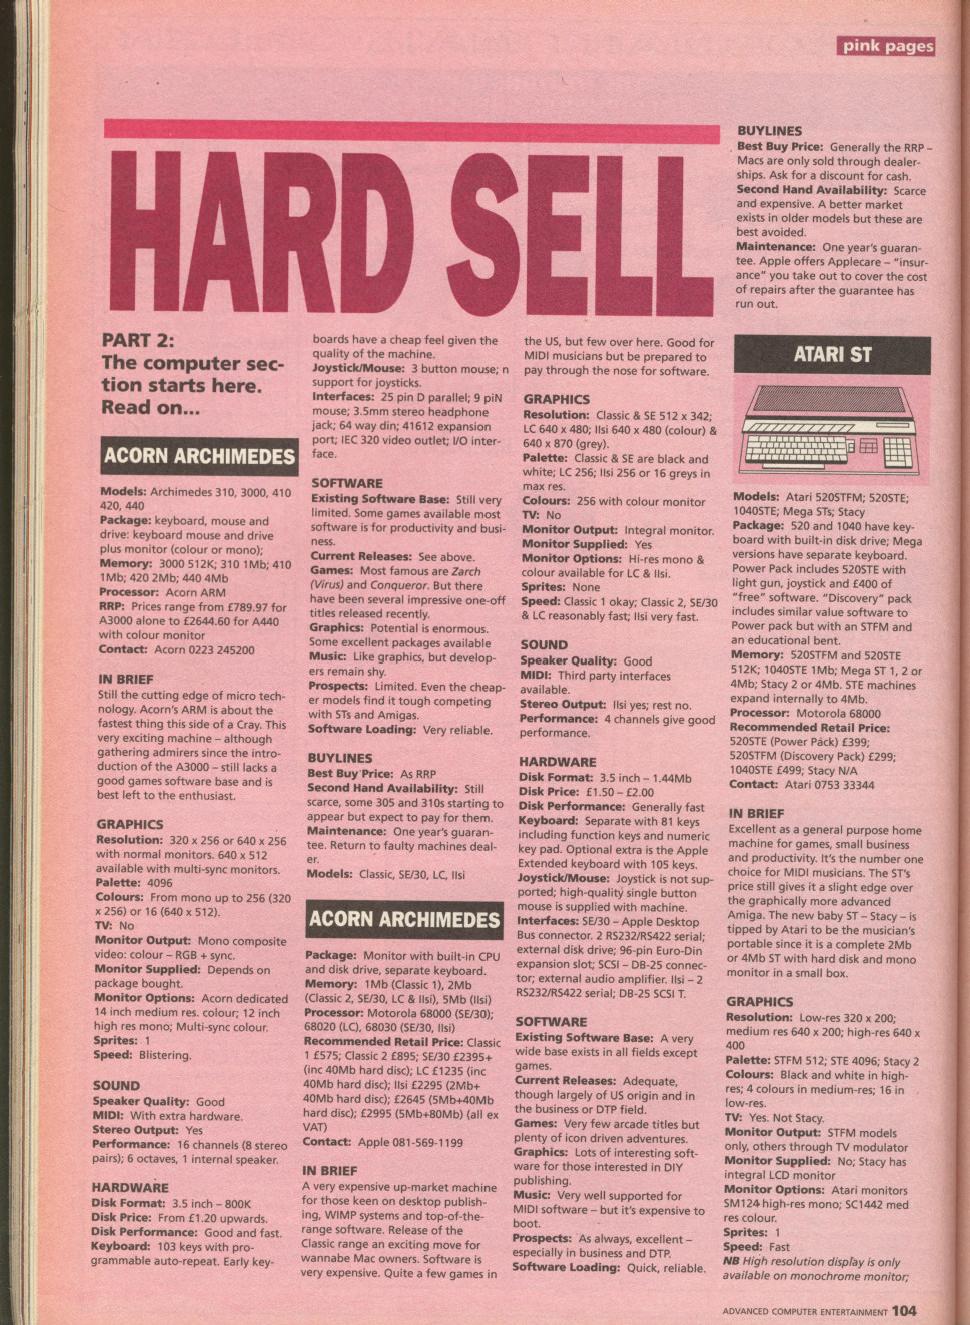 pink pages
HARD SELL
PART 2:
The computer sec-
tion starts here.
Read on...
ACORN ARCHIMEDES
Models: Archimedes 310, 3000, 410
420, 440
Package: keyboard, mouse and
drive: keyboard mouse and drive
plus monitor (colour or mono);
Memory: 3000 512K; 310 1Mb; 410
1Mb; 420 2Mb; 440 4Mb
Processor: Acorn ARM
RRP: Prices range from £789.97 for
A3000 alone to £2644.60 for A440
with colour monitor
Contact: Acorn 0223 245200
IN BRIEF
Still the cutting edge of micro tech-
nology. Acorn's ARM is about the
fastest thing this side of a Cray. This
very exciting machine – although
gathering admirers since the intro-
duction of the A3000 – still lacks a
good games software base and is
best left to the enthusiast.
GRAPHICS
Resolution: 320 x 256 or 640 x 256
with normal monitors. 640 x 512
available with multi-sync monitors.
Palette: 4096
Colours: From mono up to 256 (320
x 256) or 16 (640 x 512).
TV: No
Monitor Output: Mono composite
video: colour – RGB + sync.
Monitor Supplied: Depends on
package bought.
Monitor Options: Acorn dedicated
14 inch medium res. colour; 12 inch
high res mono; Multi-sync colour.
Sprites: 1
Speed: Blistering.
SOUND
Speaker Quality: Good
MIDI: With extra hardware.
Stereo Output: Yes
Performance: 16 channels (8 stereo
pairs); 6 octaves, 1 internal speaker.
HARDWARE
Disk Format: 3.5 inch – 800K
Disk Price: From £1.20 upwards.
Disk Performance: Good and fast.
Keyboard: 103 keys with pro-
grammable auto-repeat. Early key-
boards have a cheap feel given the
quality of the machine.
Joystick/Mouse: 3 button mouse; n
support for joysticks.
Interfaces: 25 pin D parallel; 9 piN
mouse; 3.5mm stereo headphone
jack; 64 way din; 41612 expansion
port; IEC 320 video outlet; I/O inter-
face.
SOFTWARE
Existing Software Base: Still very
limited. Some games available most
software is for productivity and busi-
ness.
Current Releases: See above.
Games: Most famous are Zarch
(Virus) and Conqueror. But there
have been several impressive one-off
titles released recently.
Graphics: Potential is enormous.
Some excellent packages available
Music: Like graphics, but develop-
ers remain shy.
Prospects: Limited. Even the cheap-
er models find it tough competing
with STs and Amigas.
Software Loading: Very reliable.
BUYLINES
Best Buy Price: As RRP
Second Hand Availability: Still
scarce, some 305 and 310s starting to
appear but expect to pay for them.
Maintenance: One year's guaran-
tee. Return to faulty machines deal-
er.
Models: Classic, SE/30, LC, IIsi
ACORN ARCHIMEDES
Package: Monitor with built-in CPU
and disk drive, separate keyboard.
Memory: 1Mb (Classic 1), 2Mb
(Classic 2, SE/30, LC & IIsi), 5Mb (IIsi)
Processor: Motorola 68000 (SE/30);
68020 (LC), 68030 (SE/30, IIsi)
Recommended Retail Price: Classic
1 £575; Classic 2 £895; SE/30 £2395+
(inc 40Mb hard disc); LC £1235 (inc
40Mb hard disc); IIsi £2295 (2Mb+
40Mb hard disc); £2645 (5Mb+40Mb
hard disc); £2995 (5Mb+80Mb) (all ex
VAT)
Contact: Apple 081-569-1199
IN BRIEF
A very expensive up-market machine
for those keen on desktop publish-
ing, WIMP systems and top-of-the-
range software. Release of the
Classic range an exciting move for
wannabe Mac owners. Software is
very expensive. Quite a few games in
the US, but few over here. Good for
MIDI musicians but be prepared to
pay through the nose for software.
GRAPHICS
Resolution: Classic & SE 512 x 342;
LC 640 x 480; IIsi 640 x 480 (colour) &
640 x 870 (grey).
Palette: Classic & SE are black and
white; LC 256; IIsi 256 or 16 greys in
max res.
Colours: 256 with colour monitor
TV: No
Monitor Output: Integral monitor.
Monitor Supplied: Yes
Monitor Options: Hi-res mono &
colour available for LC & IIsi.
Sprites: None
Speed: Classic 1 okay; Classic 2, SE/30
& LC reasonably fast; IIsi very fast.
SOUND
Speaker Quality: Good
MIDI: Third party interfaces
available.
Stereo Output: IIsi yes; rest no.
Performance: 4 channels give good
performance.
HARDWARE
Disk Format: 3.5 inch – 1.44Mb
Disk Price: £1.50 – £2.00
Disk Performance: Generally fast
Keyboard: Separate with 81 keys
including function keys and numeric
key pad. Optional extra is the Apple
Extended keyboard with 105 keys.
Joystick/Mouse: Joystick is not sup-
ported; high-quality single button
mouse is supplied with machine.
Interfaces: SE/30 – Apple Desktop
Bus connector. 2 RS232/RS422 serial;
external disk drive; 96-pin Euro-Din
expansion slot; SCSI – DB-25 connec-
tor; external audio amplifier. IIsi – 2
RS232/RS422 serial; DB-25 SCSI T.
SOFTWARE
Existing Software Base: A very
wide base exists in all fields except
games.
Current Releases: Adequate,
though largely of US origin and in
the business or DTP field.
Games: Very few arcade titles but
plenty of icon driven adventures.
Graphics: Lots of interesting soft-
ware for those interested in DIY
publishing.
Music: Very well supported for
MIDI software – but it's expensive to
boot.
Prospects: As always, excellent –
especially in business and DTP.
Software Loading: Quick, reliable.
BUYLINES
Best Buy Price: Generally the RRP –
Macs are only sold through dealer-
ships. Ask for a discount for cash.
Second Hand Availability: Scarce
and expensive. A better market
exists in older models but these are
best avoided.
Maintenance: One year's guaran-
tee. Apple offers Applecare – "insur-
ance" you take out to cover the cost
of repairs after the guarantee has
run out.
ATARI ST
Models: Atari 520STFM; 520STE;
1040STE; Mega STs; Stacy
Package: 520 and 1040 have key-
board with built-in disk drive; Mega
versions have separate keyboard.
Power Pack includes 520STE with
light gun, joystick and £400 of
"free" software. "Discovery" pack
includes similar value software to
Power pack but with an STFM and
an educational bent.
Memory: 520STFM and 520STE
512K; 1040STE 1Mb; Mega ST 1, 2 or
4Mb; Stacy 2 or 4Mb. STE machines
expand internally to 4Mb.
Processor: Motorola 68000
Recommended Retail Price:
520STE (Power Pack) £399;
520STFM (Discovery Pack) £299;
1040STE £499; Stacy N/A
Contact: Atari 0753 33344
IN BRIEF
Excellent as a general purpose home
machine for games, small business
and productivity. It's the number one
choice for MIDI musicians. The ST's
price still gives it a slight edge over
the graphically more advanced
Amiga. The new baby ST – Stacy – is
tipped by Atari to be the musician's
portable since it is a complete 2Mb
or 4Mb ST with hard disk and mono
monitor in a small box.
GRAPHICS
Resolution: Low-res 320 x 200;
medium res 640 x 200; high-res 640 x
400
Palette: STFM 512; STE 4096; Stacy 2
Colours: Black and white in high-
res; 4 colours in medium-res; 16 in
low-res.
TV: Yes. Not Stacy.
Monitor Output: STFM models
only, others through TV modulator
Monitor Supplied: No; Stacy has
integral LCD monitor
Monitor Options: Atari monitors
SM124 high-res mono; SC1442 med
res colour.
Sprites: 1
Speed: Fast
NB High resolution display is only
available on monochrome monitor;
ADVANCED COMPUTER ENTERTAINMENT 104